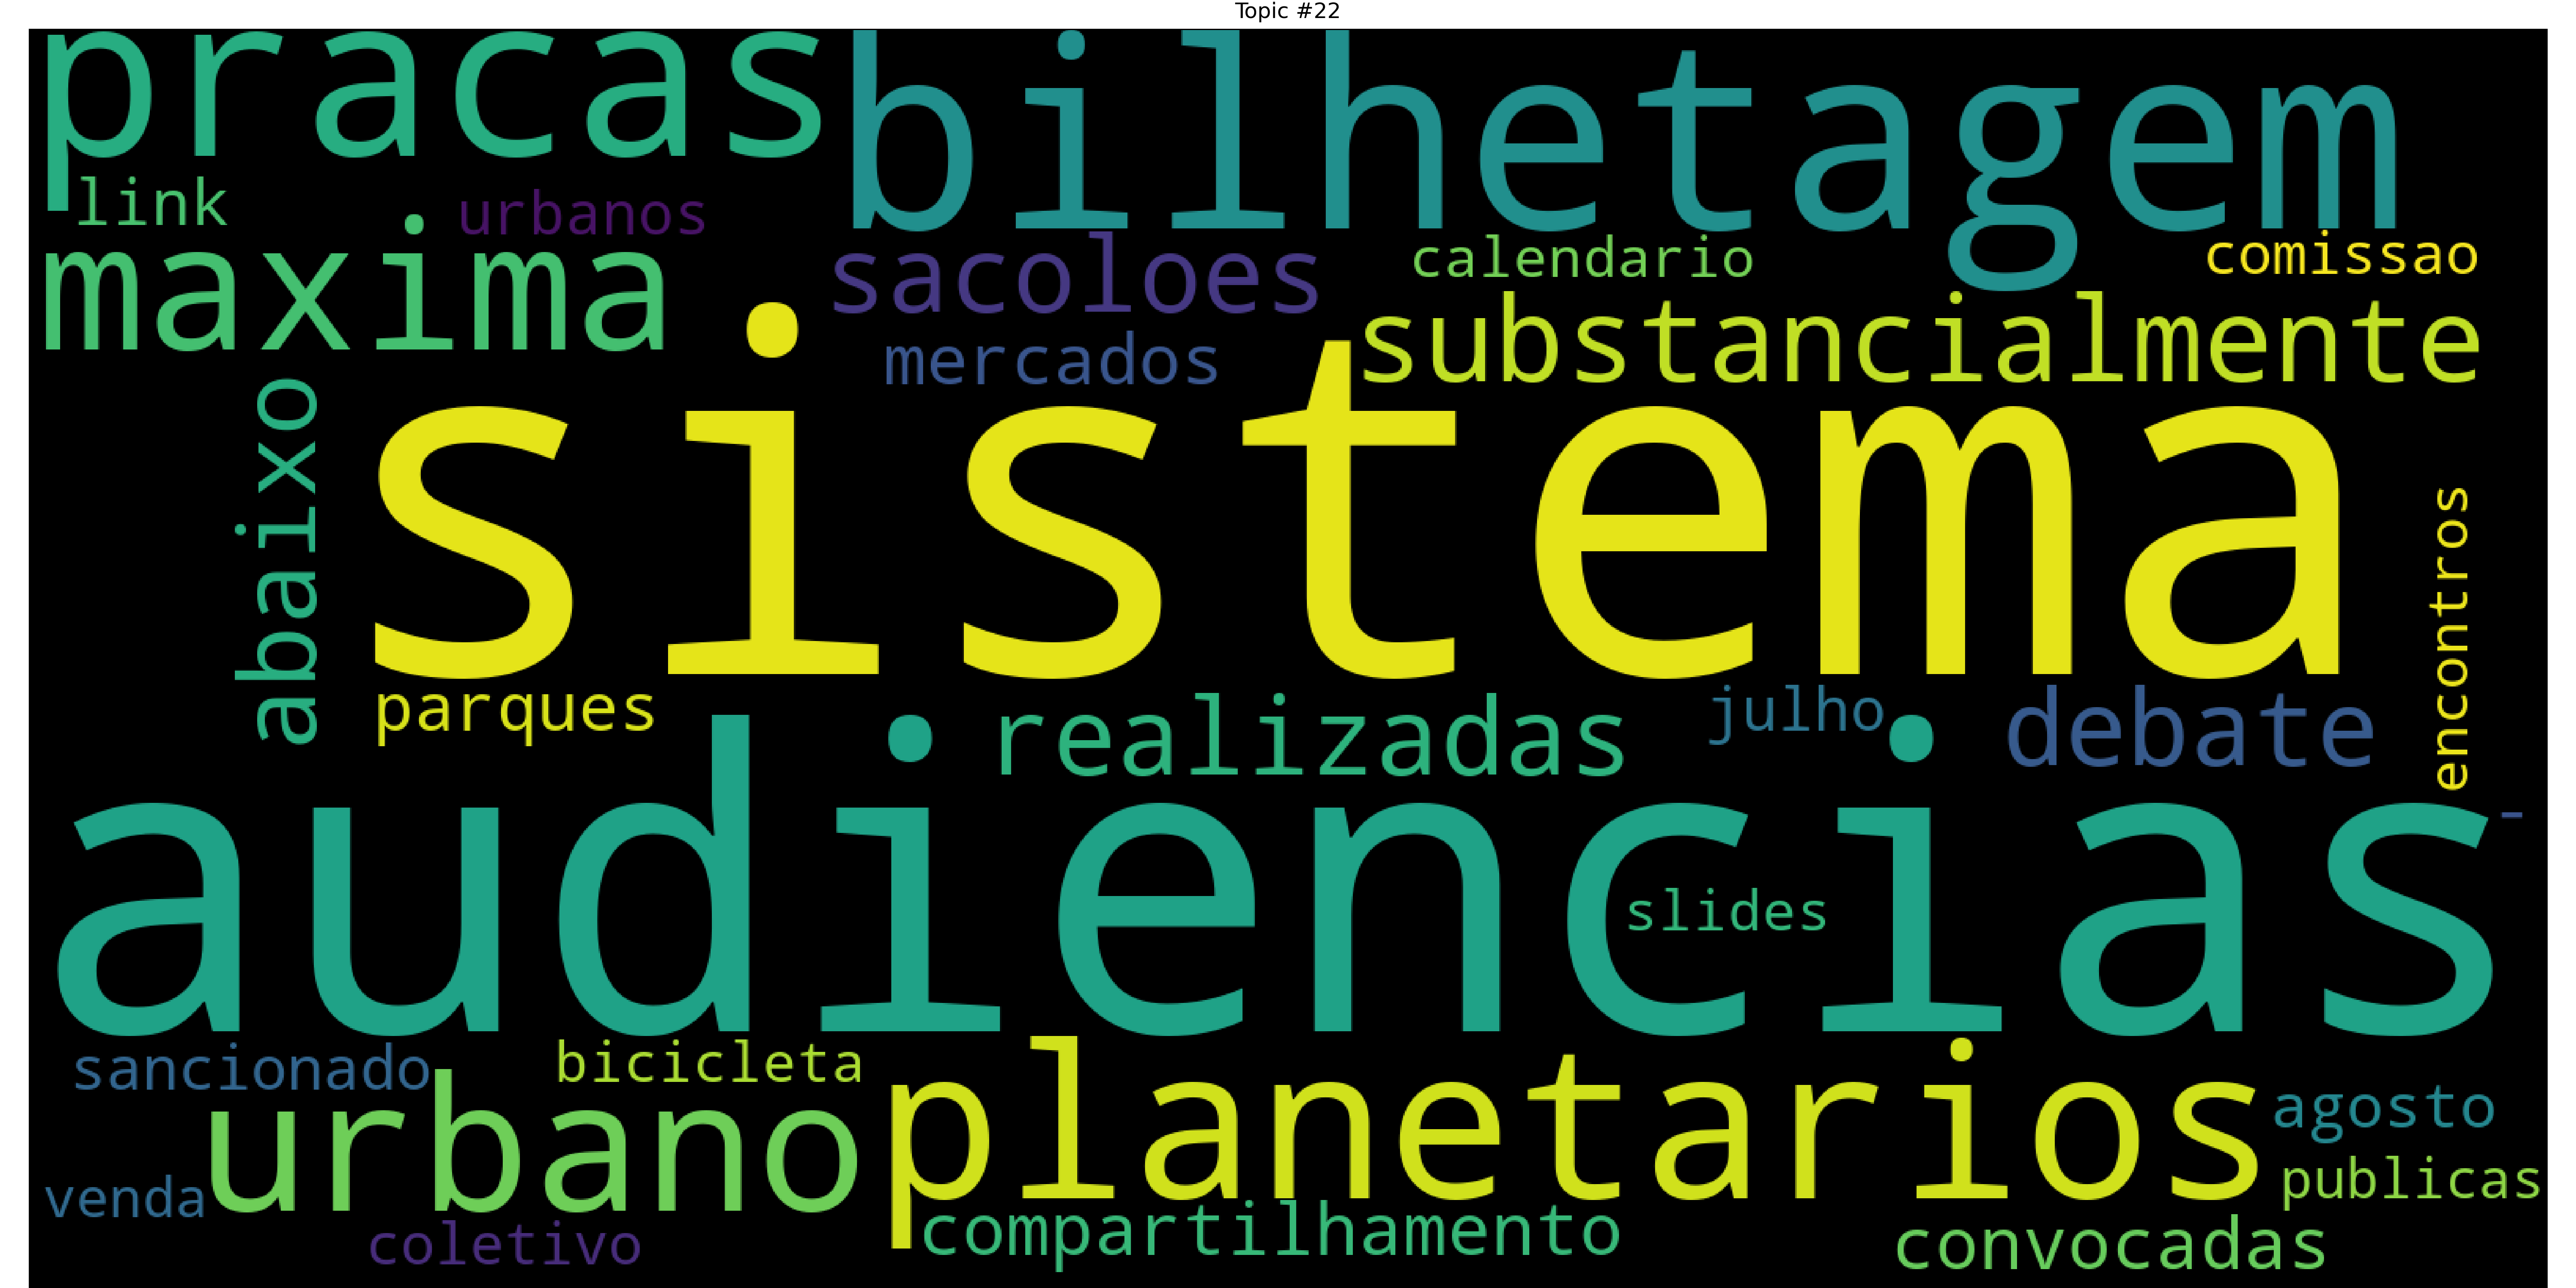 Topic #22
pracas
bilhetagem
link
urbanos
maxima
sacoloes
calendario
comissao
mercados
substancialmente
abaixo
sistema
encontros
parques
realizadas
julho
debate
audiencias
-
slides
sancionado
bicicleta
urbano
planetarios
agosto
venda
publicas
coletivo
compartilhamento
convocadas